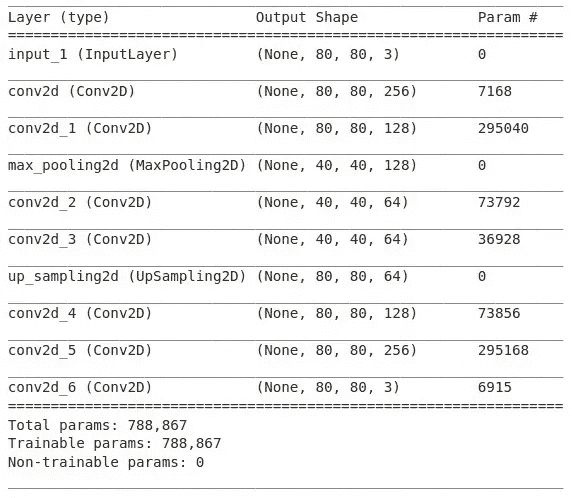 Layer (type) Output Shape Param #
input_1 (InputLayer) (None, 80, 80, 3) 0
conv2d (Conv2D) (None, 80, 80, 256) 7168
conv2d_1 (Conv2D) (None, 80, 80, 128) 295040
max_pooling2d (MaxPooling2D) (None, 40, 40, 128) 0
conv2d_2 (Conv2D) (None, 40, 40, 64) 73792
conv2d_3 (Conv2D) (None, 40, 40, 64) 36928
up_sampling2d (UpSampling2D) (None, 80, 80, 64) 0
conv2d_4 (Conv2D) (None, 80, 80, 128) 73856
conv2d_5 (Conv2D) (None, 80, 80, 256) 295168
conv2d_6 (Conv2D) (None, 80, 80, 3) 6915
Total params: 788,867
Trainable params: 788,867
Non-trainable params: 0